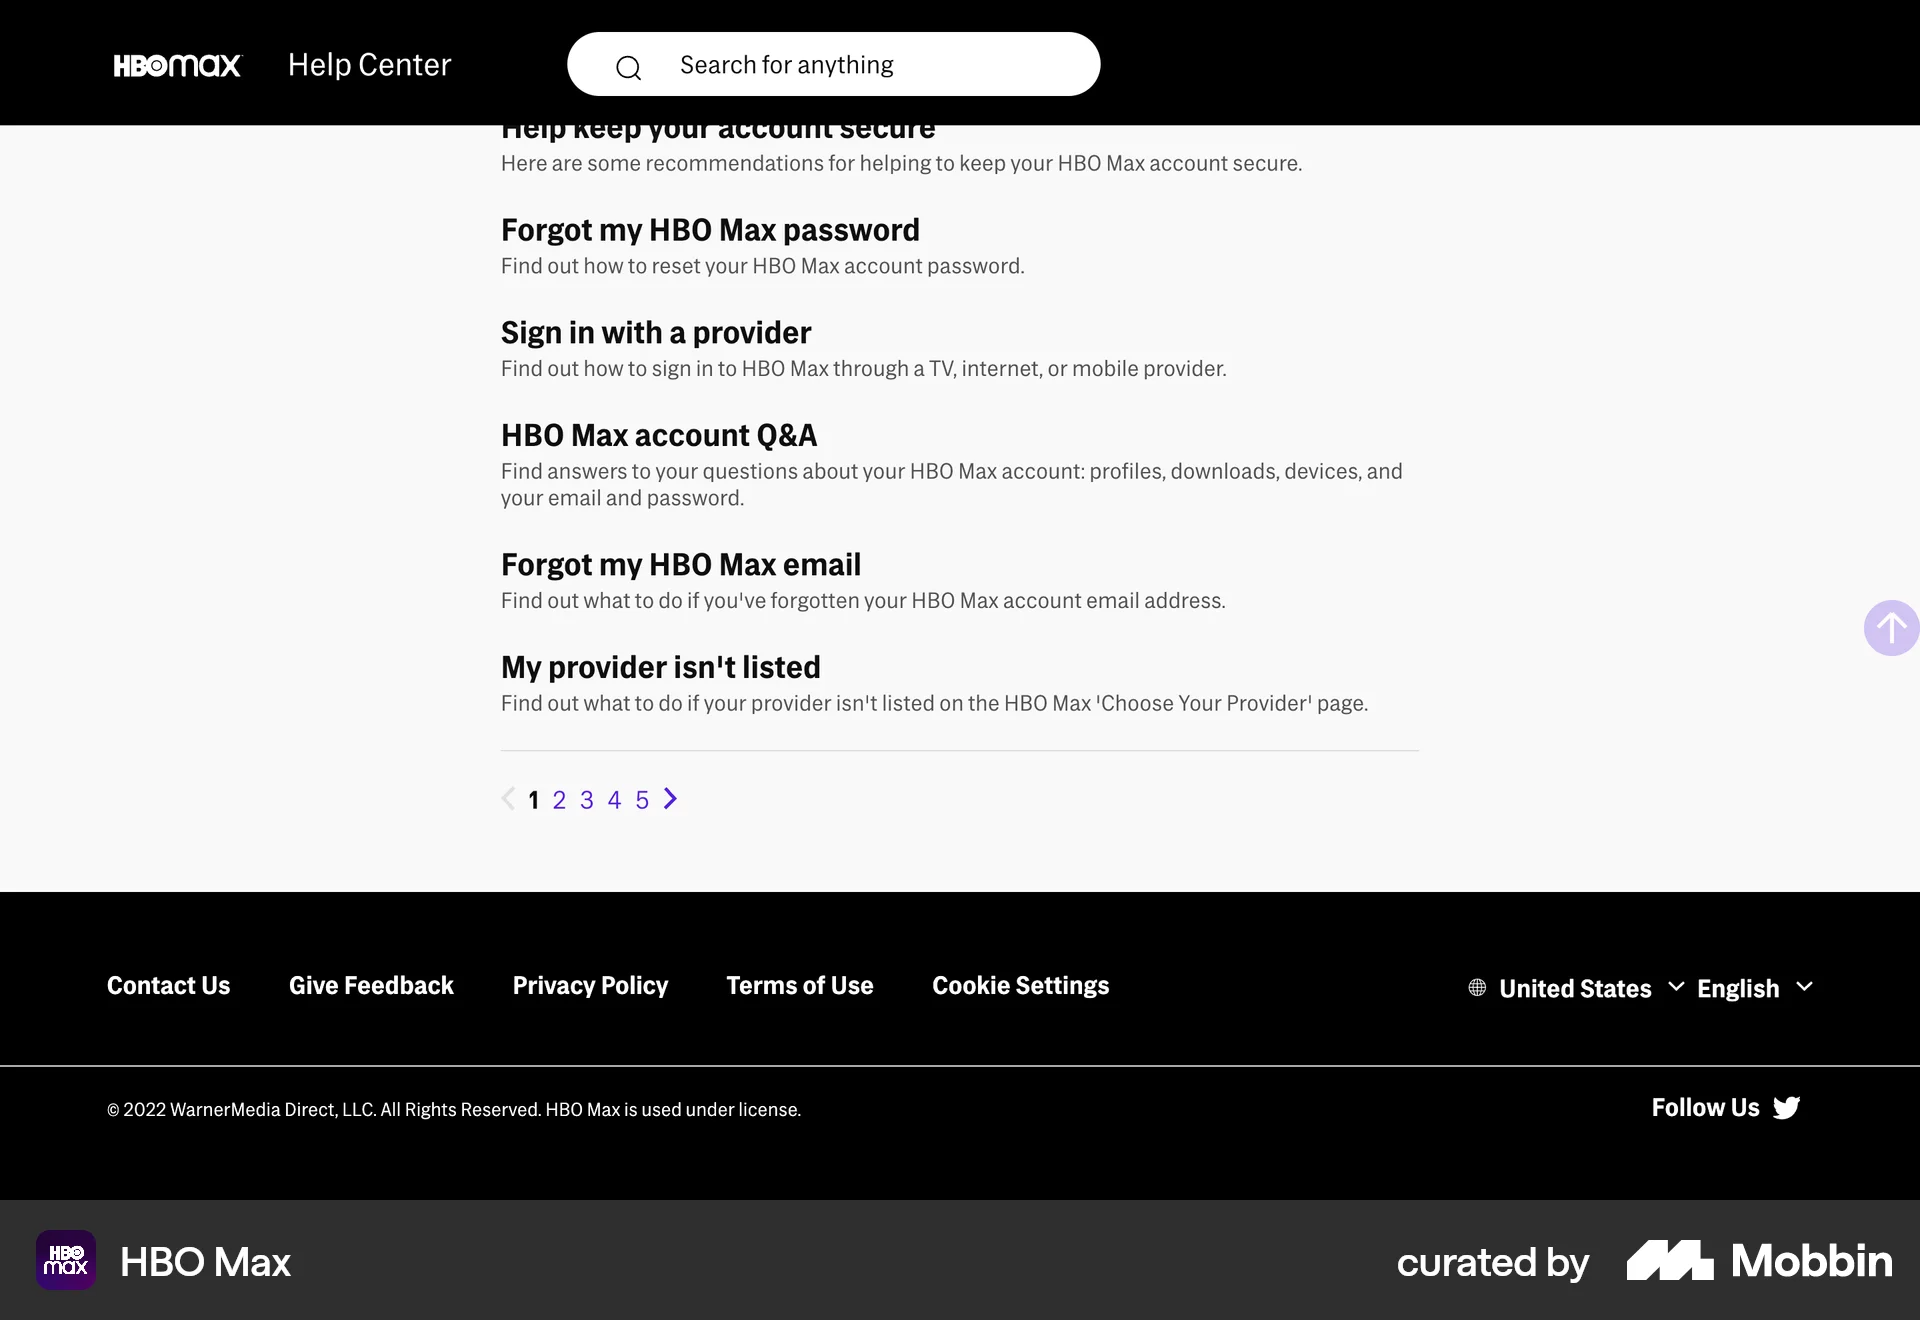 HBOmax Help Center Search for anything
Help keep your account secure
Here are some recommendations for helping to keep your HBO Max account secure.
Forgot my HBO Max password
Find out how to reset your HBO Max account password.
Sign in with a provider
Find out how to sign in to HBO Max through a TV, internet, or mobile provider.
HBO Max account Q&A
Find answers to your questions about your HBO Max account: profiles, downloads, devices, and
your email and password.
Forgot my HBO Max email
Find out what to do if you've forgotten your HBO Max account email address.
My provider isn't listed
Find out what to do if your provider isn't listed on the HBO Max 'Choose Your Provider' page.
1 2 3 4 5
Contact Us Give Feedback Privacy Policy Terms of Use Cookie Settings United States English
© 2022 WarnerMedia Direct, LLC. All Rights Reserved. HBO Max is used under license. Follow Us
HBO
max
HBO Max curated by Mobbin